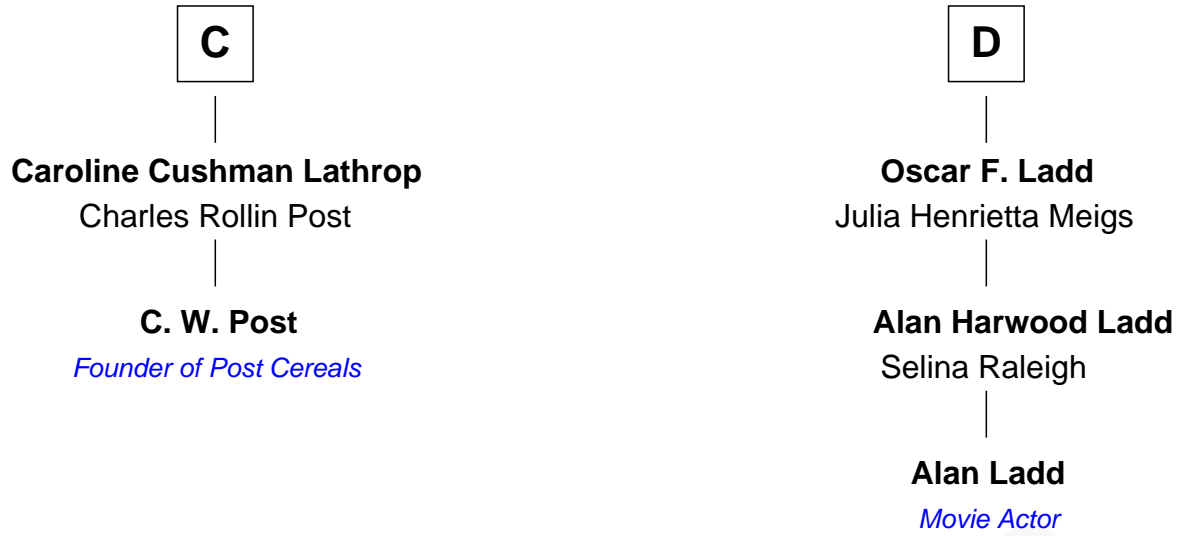 C
Caroline Cushman Lathrop
Charles Rollin Post
C. W. Post
Founder of Post Cereals
D
Oscar F. Ladd
Julia Henrietta Meigs
Alan Harwood Ladd
Selina Raleigh
Alan Ladd
Movie Actor